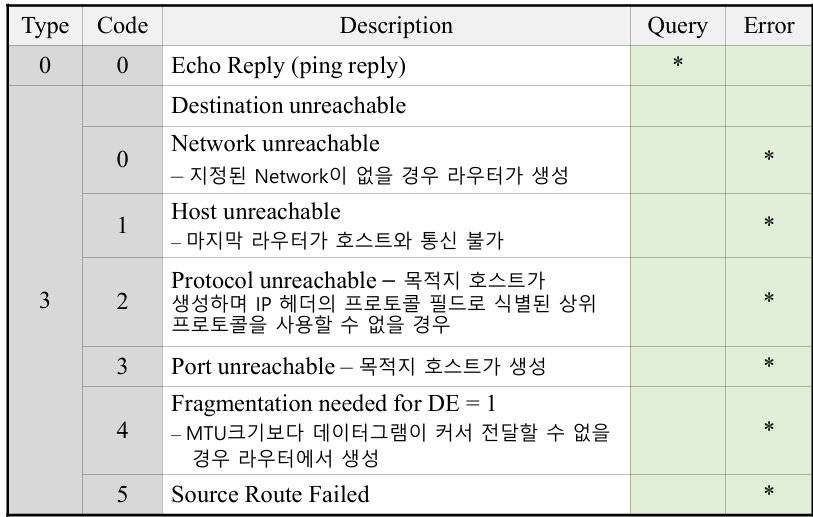 Type Code Description Query Error
0 0 Echo Reply (ping reply) *
Destination unreachable
0 Network unreachable *
– 지정된 Network이 없을 경우 라우터가 생성
1 Host unreachable *
– 마지막 라우터가 호스트와 통신 불가
3 2 Protocol unreachable – 목적지 호스트가 *
생성하며 IP 헤더의 프로토콜 필드로 식별된 상위
프로토콜을 사용할 수 없을 경우
3 Port unreachable – 목적지 호스트가 생성 *
4 Fragmentation needed for DE = 1 *
– MTU크기보다 데이터그램이 커서 전달할 수 없을
경우 라우터에서 생성
5 Source Route Failed *